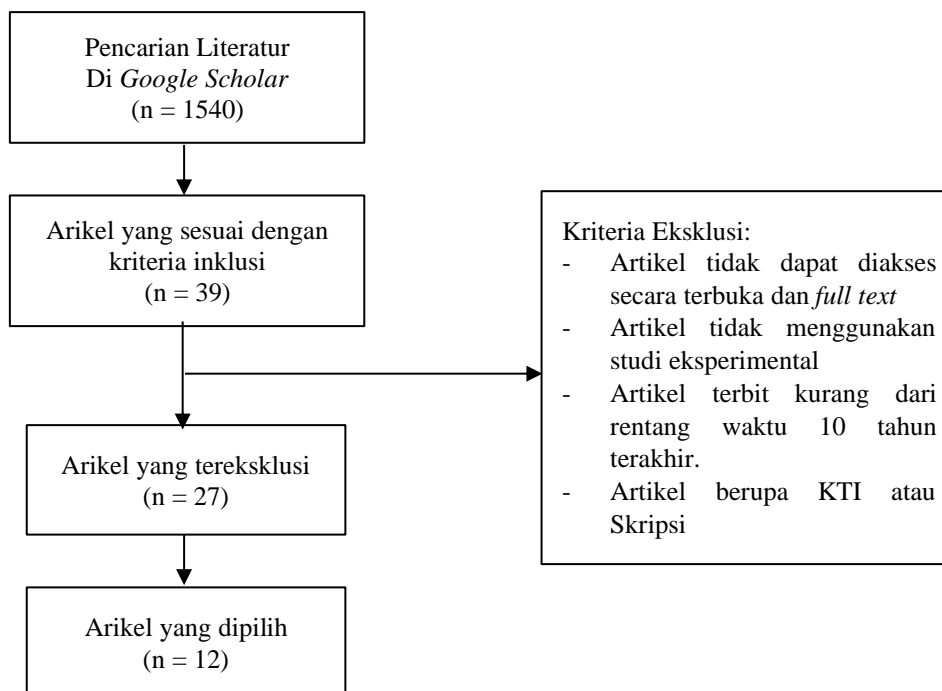 Pencarian Literatur
Di Google Scholar
(n = 1540)
Arikel yang sesuai dengan
kriteria inklusi
(n = 39)
Kriteria Eksklusi:
- Artikel tidak dapat diakses
secara terbuka dan full text
- Artikel tidak menggunakan
studi eksperimental
- Artikel terbit kurang dari
rentang waktu 10 tahun
terakhir.
- Artikel berupa KTI atau
Skripsi
Arikel yang tereksklusi
(n = 27)
Arikel yang dipilih
(n = 12)